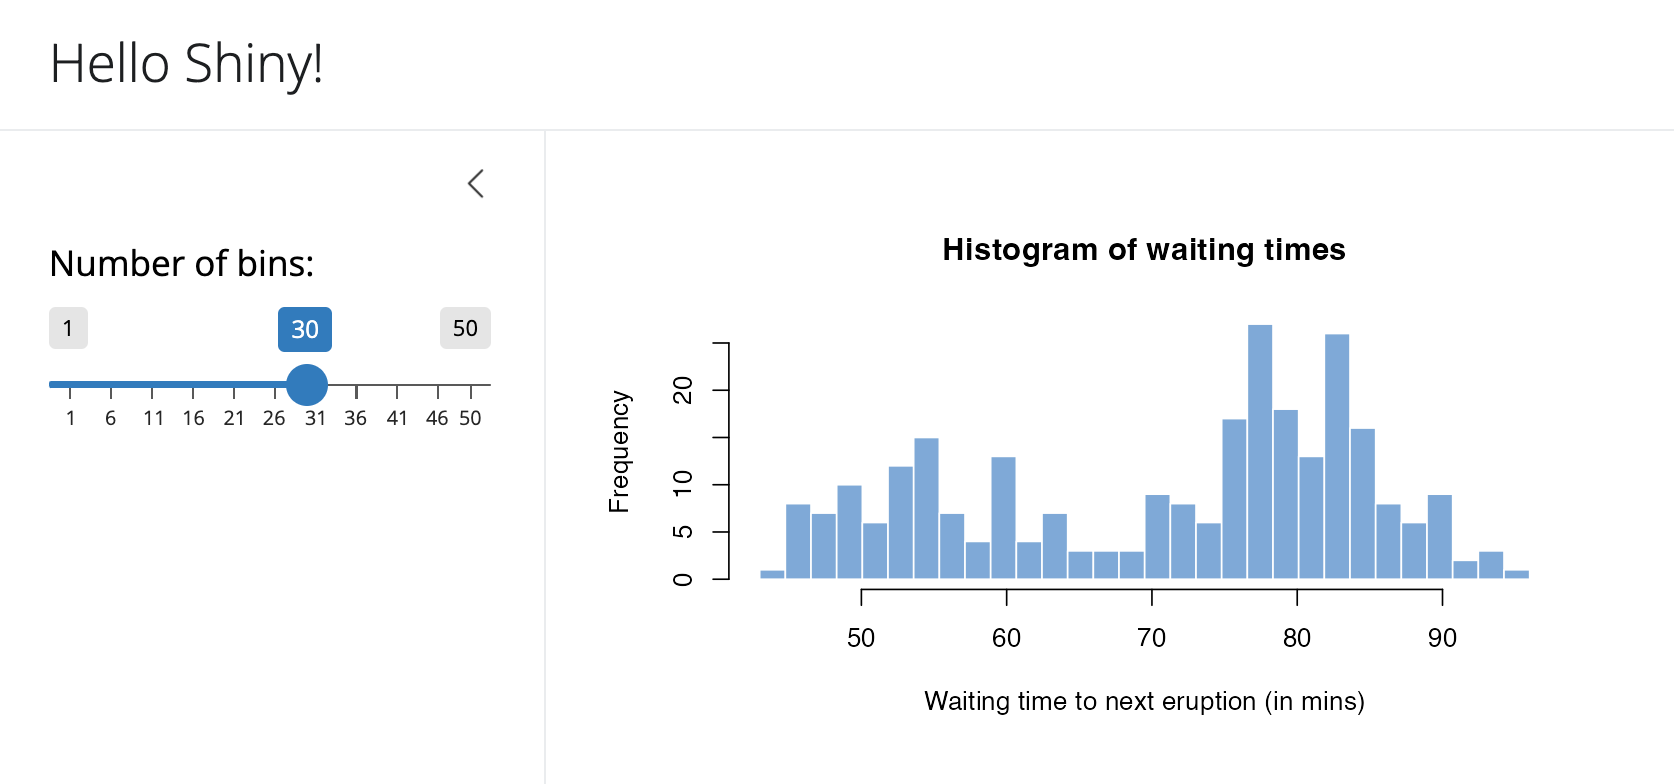 Hello Shiny!
Number of bins:
1 30 50
1 6 11 16 21 26 31 36 41 46 50
Histogram of waiting times
Frequency
20
10
5
0
50 60 70 80 90
Waiting time to next eruption (in mins)